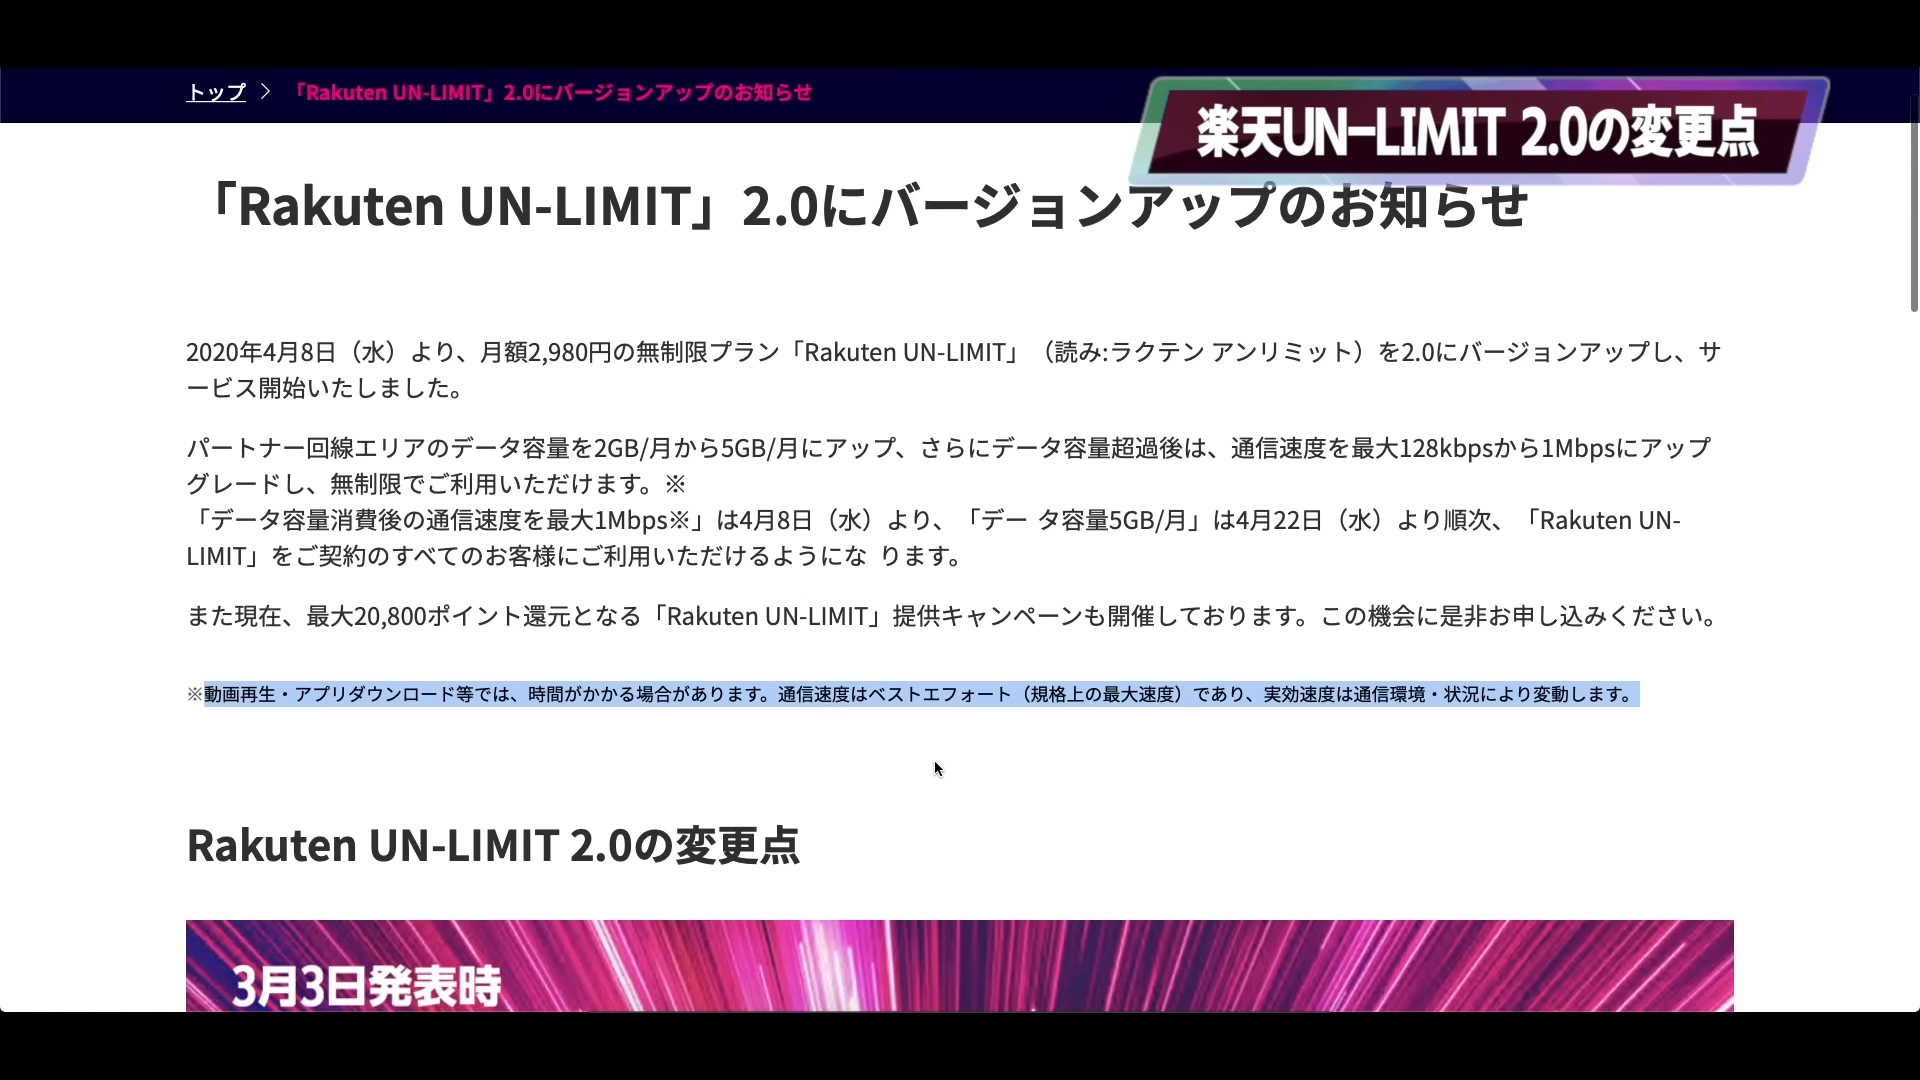 トップ > 「Rakuten UN-LIMIT」2.0にバージョンアップのお知らせ
楽天UN-LIMIT 2.0の変更点
「Rakuten UN-LIMIT」2.0にバージョンアップのお知らせ
2020年4月8日（水）より、月額2,980円の無制限プラン「Rakuten UN-LIMIT」（読み:ラクテン アンリミット）を2.0にバージョンアップし、サ
ービス開始いたしました。
パートナー回線エリアのデータ容量を2GB/月から5GB/月にアップ、さらにデータ容量超過後は、通信速度を最大128kbpsから1Mbpsにアップ
グレードし、無制限でご利用いただけます。※
「データ容量消費後の通信速度を最大1Mbps※」は4月8日（水）より、「デー タ容量5GB/月」は4月22日（水）より順次、「Rakuten UN-
LIMIT」をご契約のすべてのお客様にご利用いただけるようにな ります。
また現在、最大20,800ポイント還元となる「Rakuten UN-LIMIT」提供キャンペーンも開催しております。この機会に是非お申し込みください。
※動画再生・アプリダウンロード等では、時間がかかる場合があります。通信速度はベストエフォート（規格上の最大速度）であり、実効速度は通信環境・状況により変動します。
Rakuten UN-LIMIT 2.0の変更点
3月3日発表時